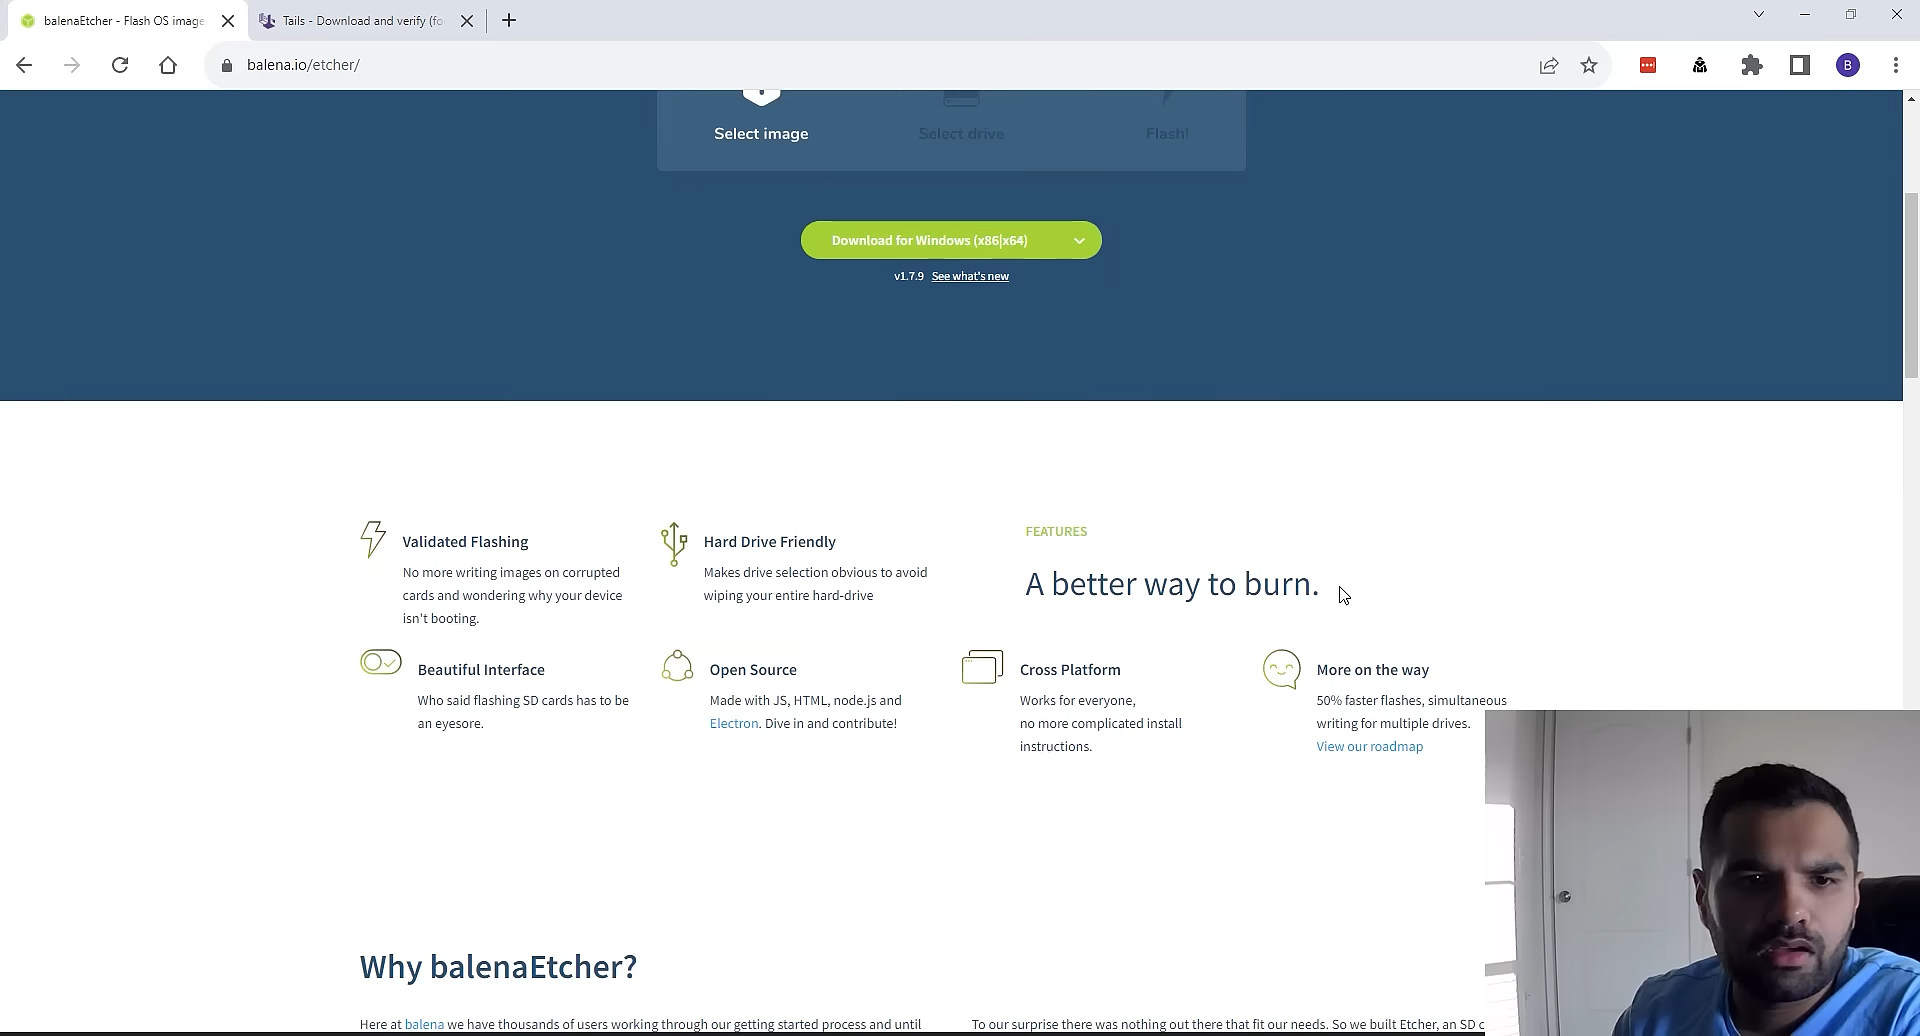 balenaEtcher - Flash OS image
Tails - Download and verify (fo
balena.io/etcher/
B
Select image
Select drive
Flash!
Download for Windows (x86|x64)
v1.7.9 See what's new
Validated Flashing
No more writing images on corrupted
cards and wondering why your device
isn't booting.
Hard Drive Friendly
Makes drive selection obvious to avoid
wiping your entire hard-drive
FEATURES
A better way to burn.
Beautiful Interface
Who said flashing SD cards has to be
an eyesore.
Open Source
Made with JS, HTML, node.js and
Electron. Dive in and contribute!
Cross Platform
Works for everyone,
no more complicated install
instructions.
More on the way
50% faster flashes, simultaneous
writing for multiple drives.
View our roadmap
Why balenaEtcher?
Here at balena we have thousands of users working through our getting started process and until
To our surprise there was nothing out there that fit our needs. So we built Etcher, an SD c